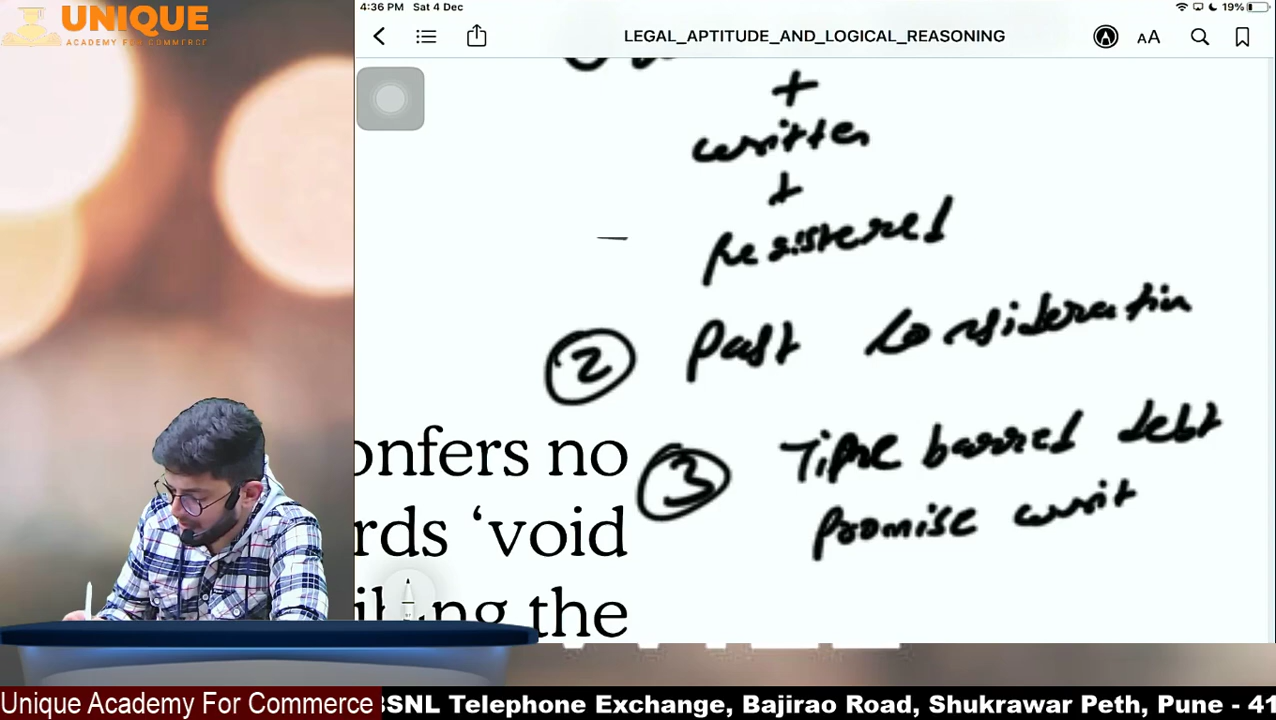 UNIQUE
ACADEMY FOR COMMERCE
4:36 PM Sat 4 Dec
19%
LEGAL_APTITUDE_AND_LOGICAL_REASONING
AA
+
written
+
registered
2 Past consideration
3 Time barred debt
promise writ
onfers no
rds ‘void
the
Unique Academy For Commerce
BSNL Telephone Exchange, Bajirao Road, Shukrawar Peth, Pune - 41